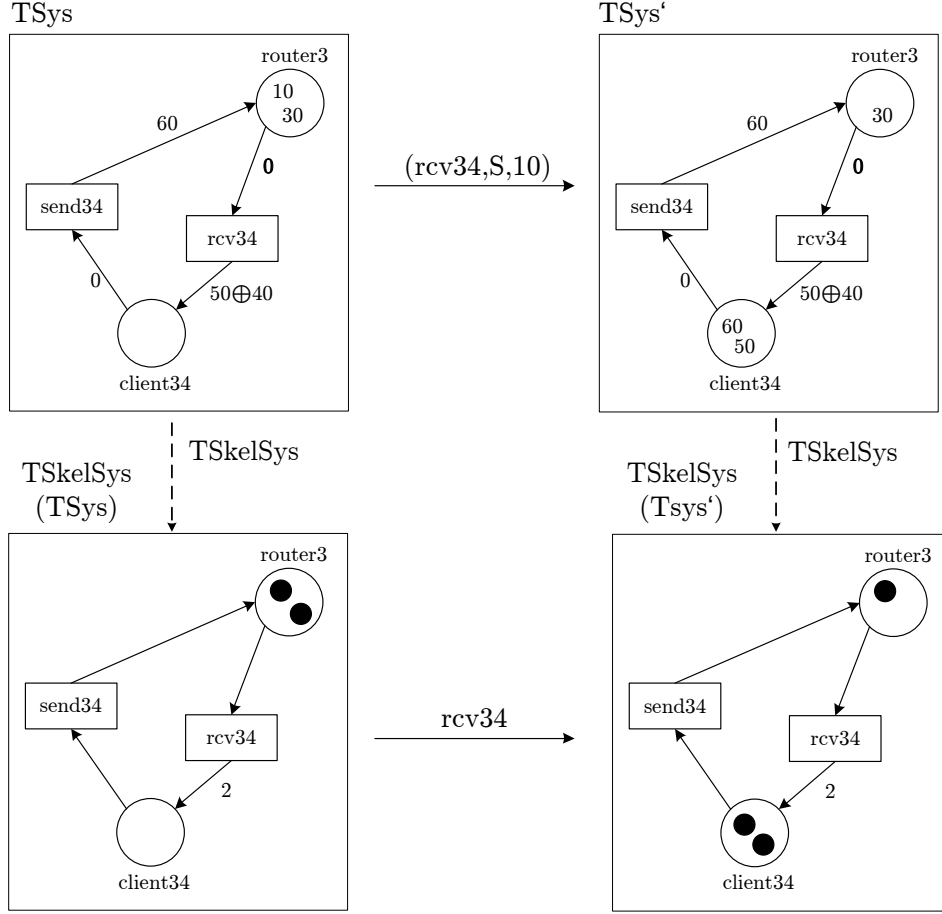 TSys
TSys‘
router3
10
30
60
0
send34
rcv34
0
50⊕40
client34
(rcv34,S,10)
router3
30
60
0
send34
rcv34
0
50⊕40
60
50
client34
TSkelSys
TSkelSys
(TSys)
TSkelSys
TSkelSys
(Tsys‘)
router3
send34
rcv34
2
client34
rcv34
router3
send34
rcv34
2
client34